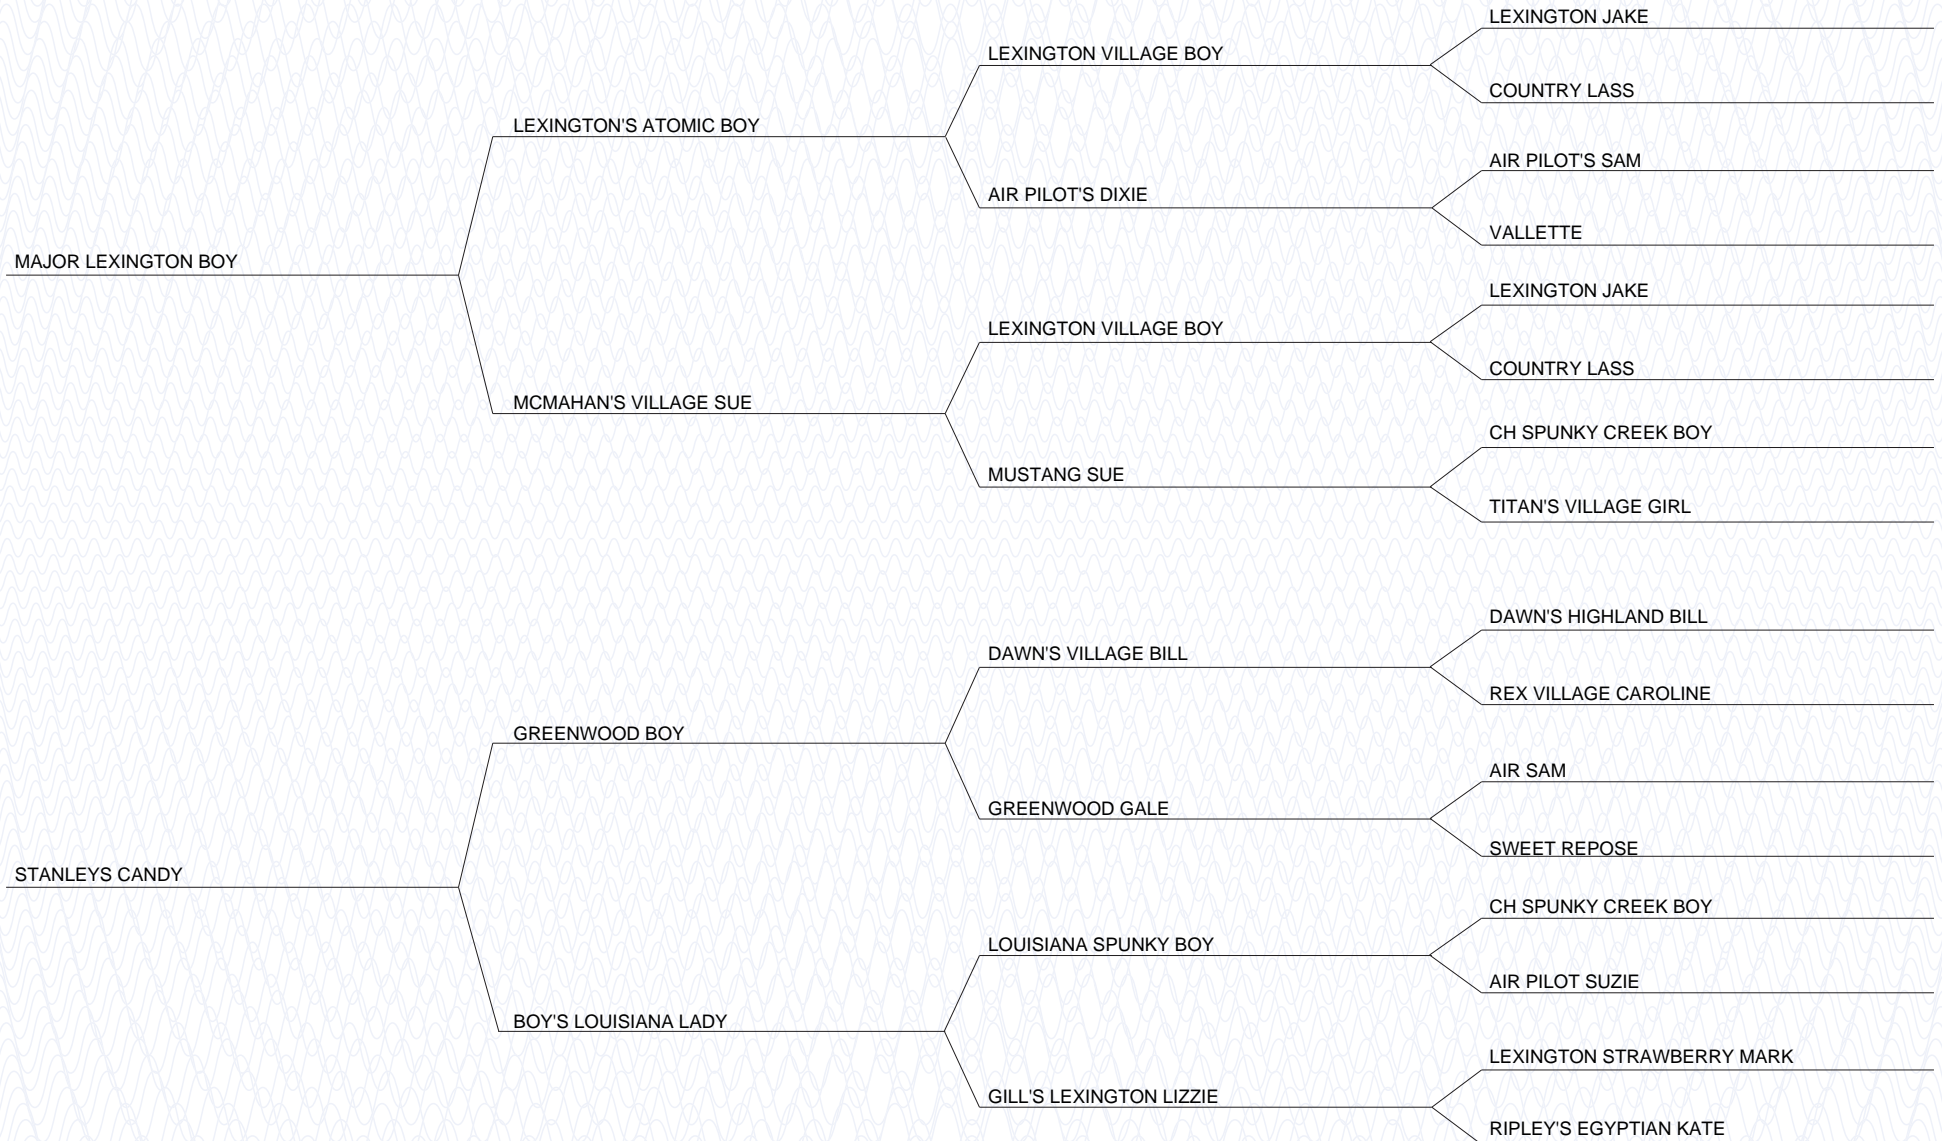 LEXINGTON JAKE
LEXINGTON VILLAGE BOY
COUNTRY LASS
LEXINGTON'S ATOMIC BOY
AIR PILOT'S SAM
AIR PILOT'S DIXIE
VALLETTE
MAJOR LEXINGTON BOY
LEXINGTON JAKE
LEXINGTON VILLAGE BOY
COUNTRY LASS
MCMAHAN'S VILLAGE SUE
CH SPUNKY CREEK BOY
MUSTANG SUE
TITAN'S VILLAGE GIRL
DAWN'S HIGHLAND BILL
DAWN'S VILLAGE BILL
REX VILLAGE CAROLINE
GREENWOOD BOY
AIR SAM
GREENWOOD GALE
SWEET REPOSE
STANLEYS CANDY
CH SPUNKY CREEK BOY
LOUISIANA SPUNKY BOY
AIR PILOT SUZIE
BOY'S LOUISIANA LADY
LEXINGTON STRAWBERRY MARK
GILL'S LEXINGTON LIZZIE
RIPLEY'S EGYPTIAN KATE